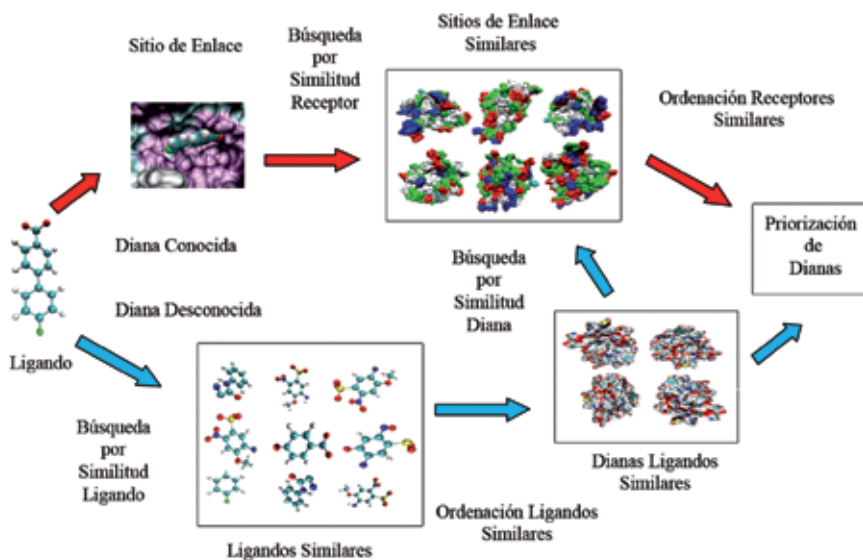 Sitio de Enlace
Búsqueda
por
Similitud
Receptor
Sitios de Enlace
Similares
Ordenación Receptores
Similares
Diana Conocida
Diana Desconocida
Ligando
Búsqueda
por
Similitud
Diana
Priorización
de
Dianas
Búsqueda
por
Similitud
Ligando
Ligandos Similares
Ordenación Ligandos
Similares
Dianas Ligandos
Similares